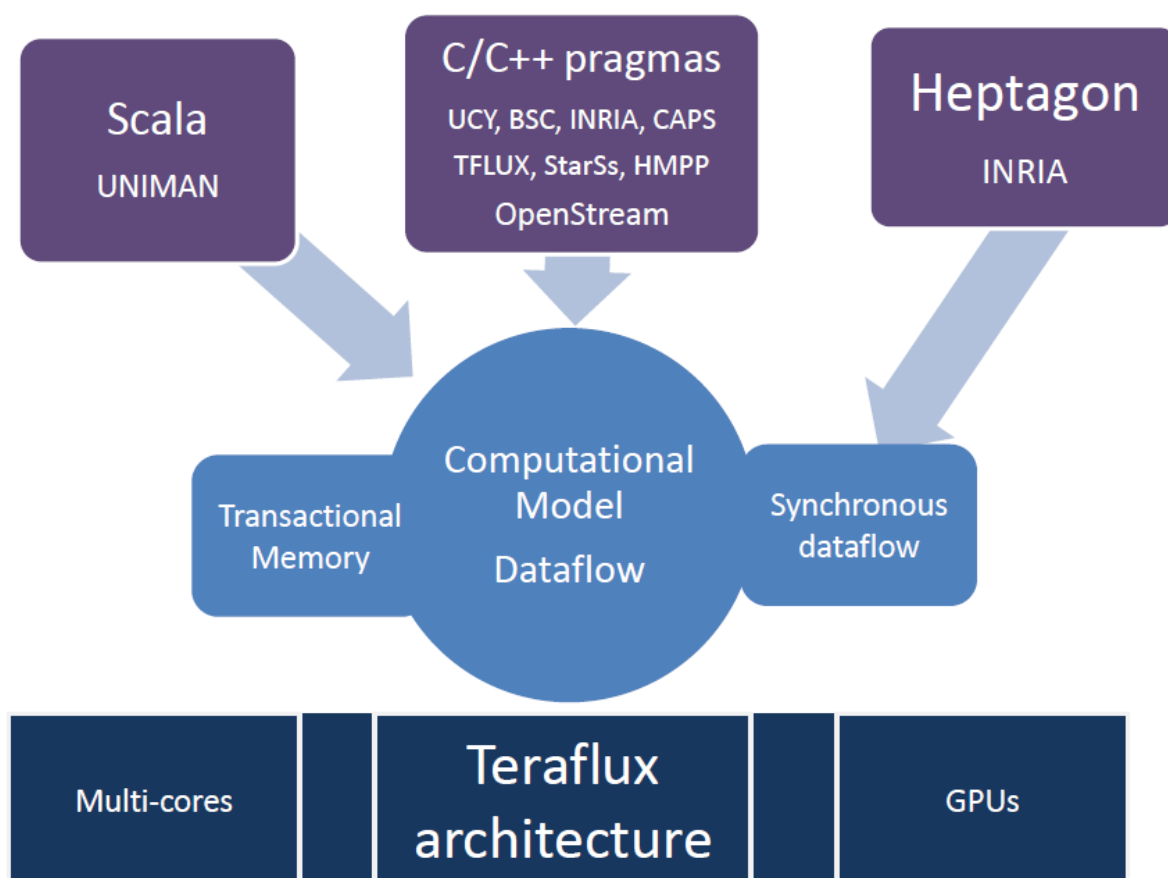 Scala
UNIMAN
C/C++ pragmas
UCY, BSC, INRIA, CAPS
TFLUX, StarSs, HMPP
OpenStream
Heptagon
INRIA
Transactional
Memory
Computational
Model
Dataflow
Synchronous
dataflow
Multi-cores
Teraflux
architecture
GPUs